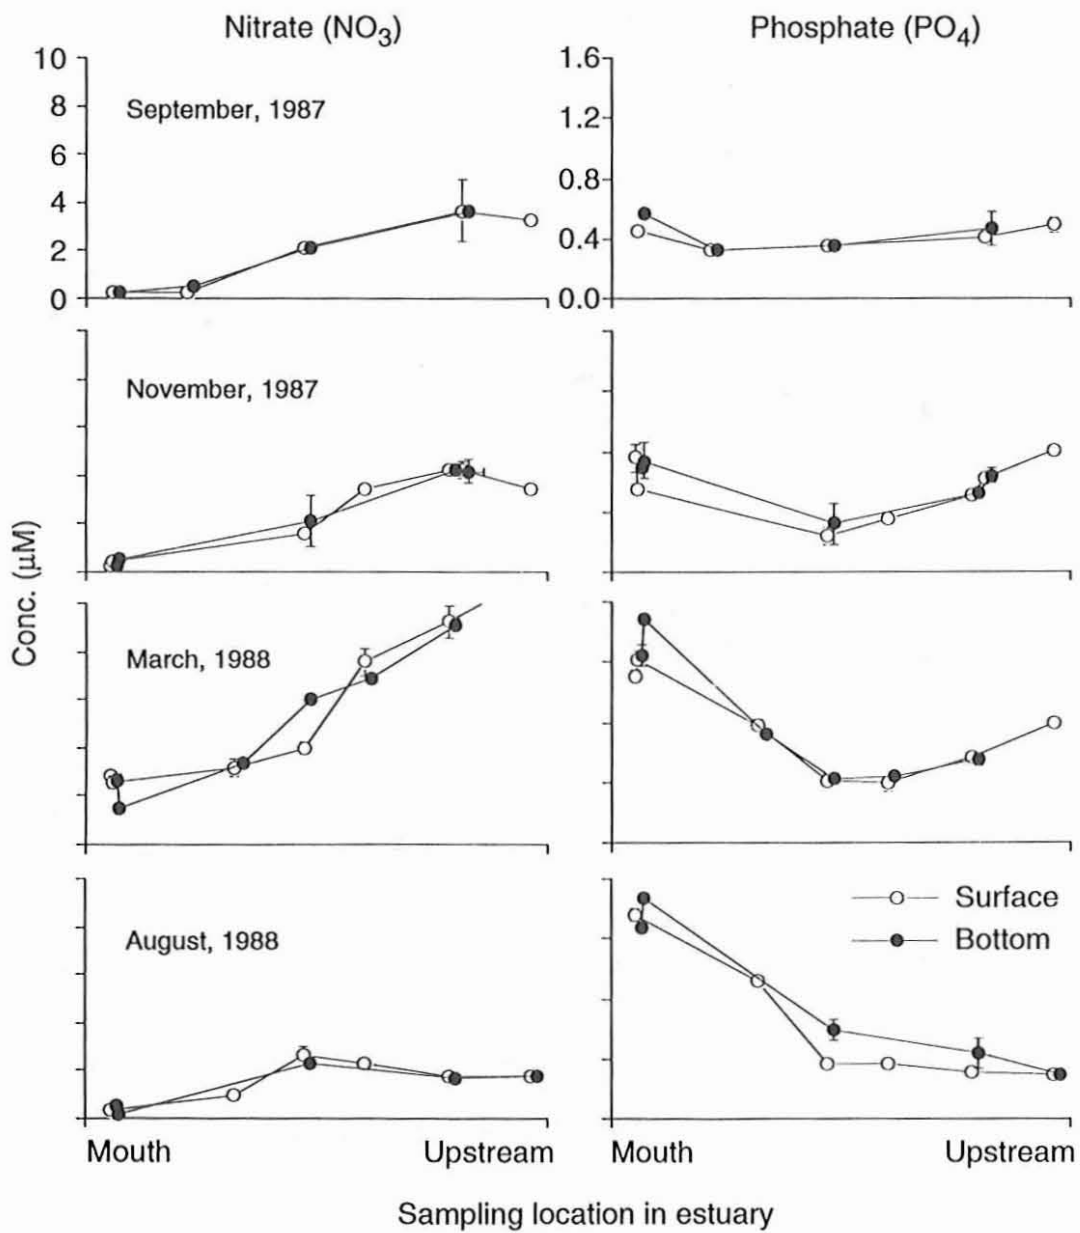 Nitrate (NO3)
Phosphate (PO4)
10
8
6
4
2
0
1.6
1.2
0.8
0.4
0.0
September, 1987
November, 1987
March, 1988
August, 1988
Conc. (µM)
Surface
Bottom
Mouth
Upstream
Mouth
Upstream
Sampling location in estuary